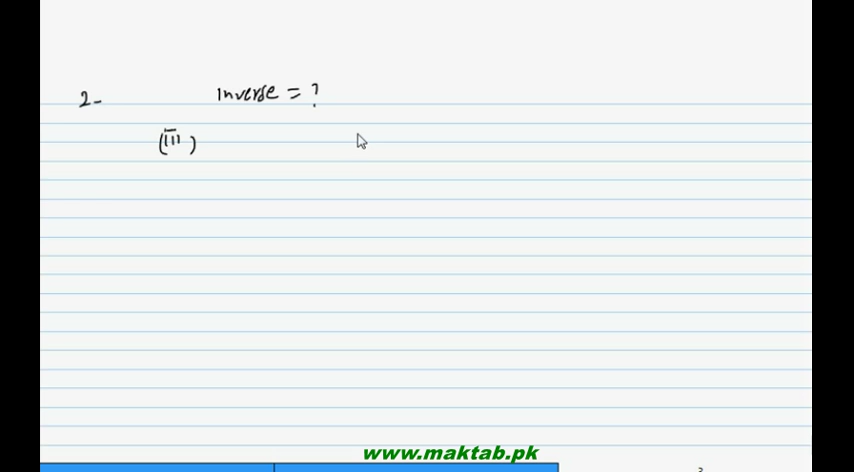 2- Inverse = ?
(iii)
www.maktab.pk